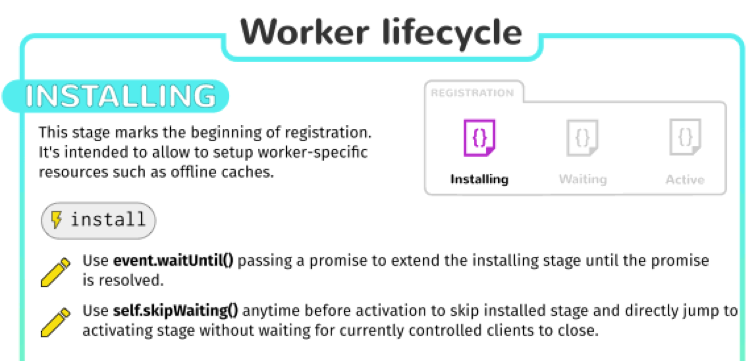 Worker lifecycle
INSTALLING
This stage marks the beginning of registration.
It's intended to allow to setup worker-specific
resources such as offline caches.
REGISTRATION
{}
{}
{}
Installing
Waiting
Active
install
Use event.waitUntil() passing a promise to extend the installing stage until the promise
is resolved.
Use self.skipWaiting() anytime before activation to skip installed stage and directly jump to
activating stage without waiting for currently controlled clients to close.